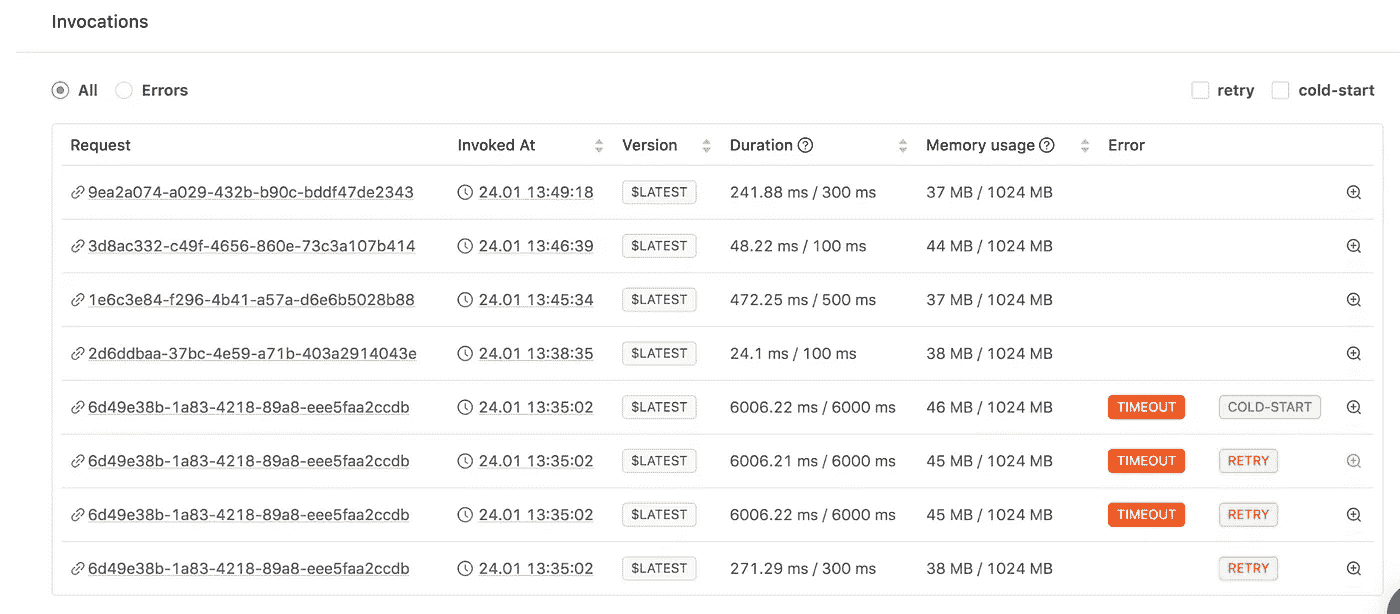 Invocations
All Errors retry cold-start
Request Invoked At Version Duration ? Memory usage ? Error
9ea2a074-a029-432b-b90c-bddf47de2343 24.01 13:49:18 $LATEST 241.88 ms / 300 ms 37 MB / 1024 MB
3d8ac332-c49f-4656-860e-73c3a107b414 24.01 13:46:39 $LATEST 48.22 ms / 100 ms 44 MB / 1024 MB
1e6c3e84-f296-4b41-a57a-d6e6b5028b88 24.01 13:45:34 $LATEST 472.25 ms / 500 ms 37 MB / 1024 MB
2d6ddbaa-37bc-4e59-a71b-403a2914043e 24.01 13:38:35 $LATEST 24.1 ms / 100 ms 38 MB / 1024 MB
6d49e38b-1a83-4218-89a8-eee5faa2ccdb 24.01 13:35:02 $LATEST 6006.22 ms / 6000 ms 46 MB / 1024 MB TIMEOUT COLD-START
6d49e38b-1a83-4218-89a8-eee5faa2ccdb 24.01 13:35:02 $LATEST 6006.21 ms / 6000 ms 45 MB / 1024 MB TIMEOUT RETRY
6d49e38b-1a83-4218-89a8-eee5faa2ccdb 24.01 13:35:02 $LATEST 6006.22 ms / 6000 ms 45 MB / 1024 MB TIMEOUT RETRY
6d49e38b-1a83-4218-89a8-eee5faa2ccdb 24.01 13:35:02 $LATEST 271.29 ms / 300 ms 38 MB / 1024 MB RETRY